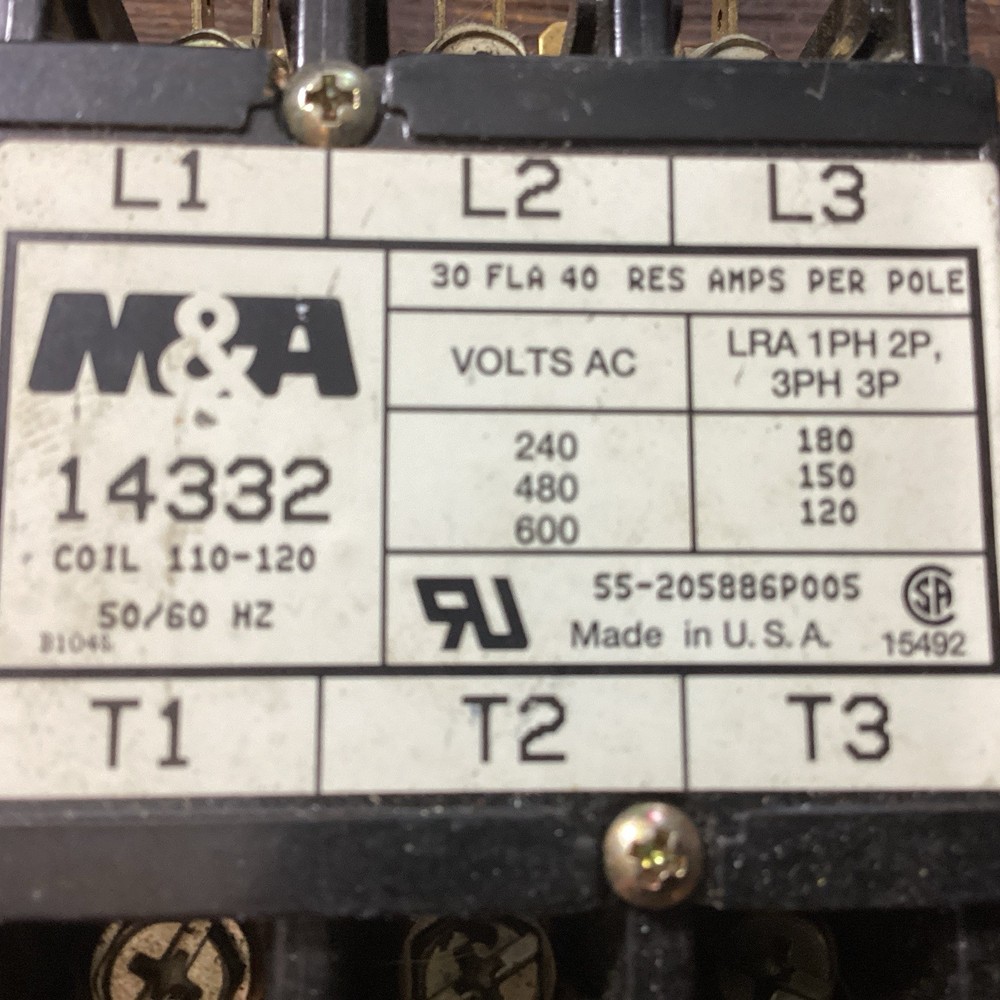 L1 L2 L3
30 FLA 40 RES AMPS PER POLE
M&A
14332
COIL 110-120
50/60 HZ
VOLTS AC
240
480
600
LRA 1PH 2P,
3PH 3P
180
150
120
55-205886P005
Made in U.S.A.
SA
15492
T1 T2 T3